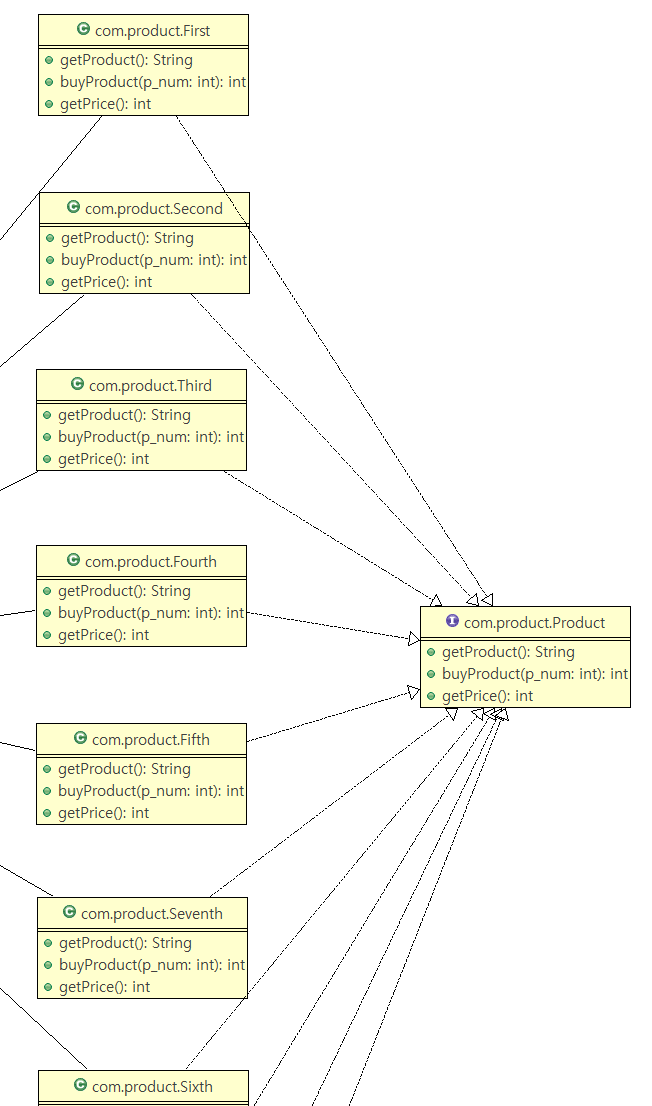 C com.product.First
getProduct(): String
buyProduct(p_num: int): int
getPrice(): int
C com.product.Second
getProduct(): String
buyProduct(p_num: int): int
getPrice(): int
C com.product.Third
getProduct(): String
buyProduct(p_num: int): int
getPrice(): int
C com.product.Fourth
getProduct(): String
buyProduct(p_num: int): int
getPrice(): int
I com.product.Product
getProduct(): String
buyProduct(p_num: int): int
getPrice(): int
C com.product.Fifth
getProduct(): String
buyProduct(p_num: int): int
getPrice(): int
C com.product.Seventh
getProduct(): String
buyProduct(p_num: int): int
getPrice(): int
C com.product.Sixth